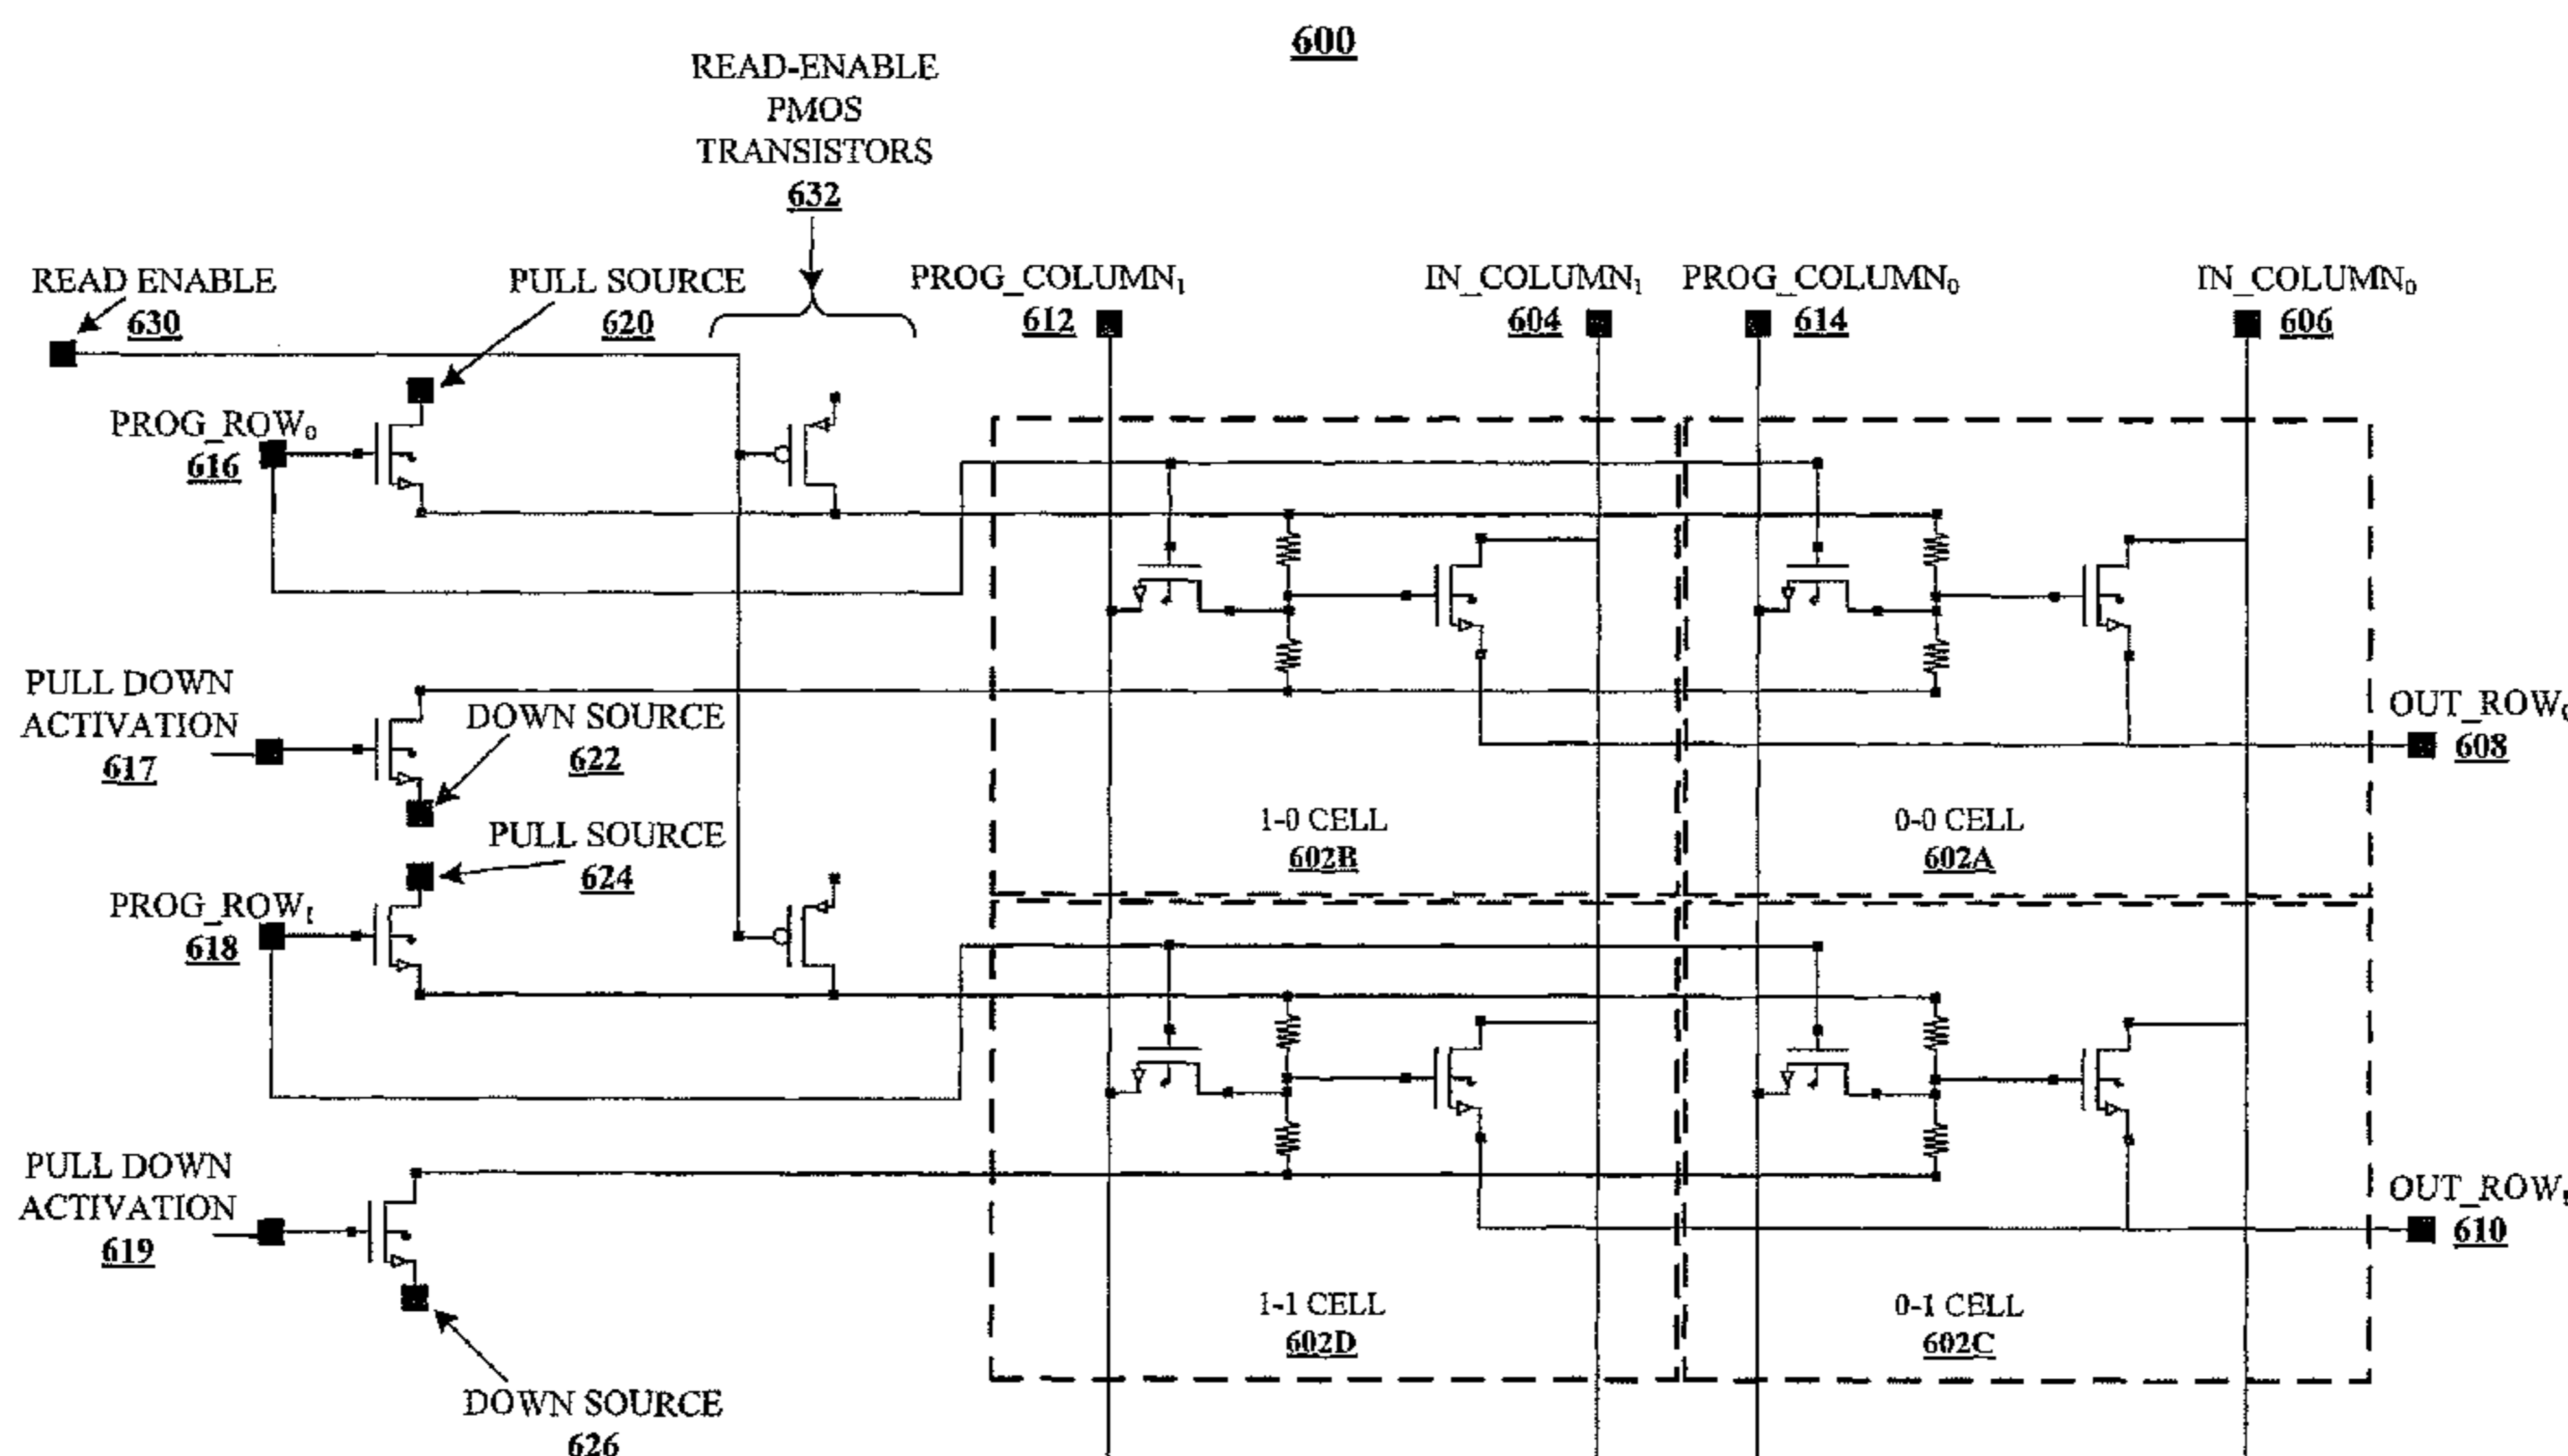 600
READ-ENABLE
PMOS
TRANSISTORS
632
READ ENABLE
630
PULL SOURCE
620
PROG_COLUMN₁
612
IN_COLUMN₁
604
PROG_COLUMN₀
614
IN_COLUMN₀
606
PROG_ROW₀
616
PULL DOWN
ACTIVATION
617
DOWN SOURCE
622
OUT_ROW₀
608
1-0 CELL
602B
0-0 CELL
602A
PULL SOURCE
624
PROG_ROW₁
618
PULL DOWN
ACTIVATION
619
OUT_ROW₁
610
1-1 CELL
602D
0-1 CELL
602C
DOWN SOURCE
626